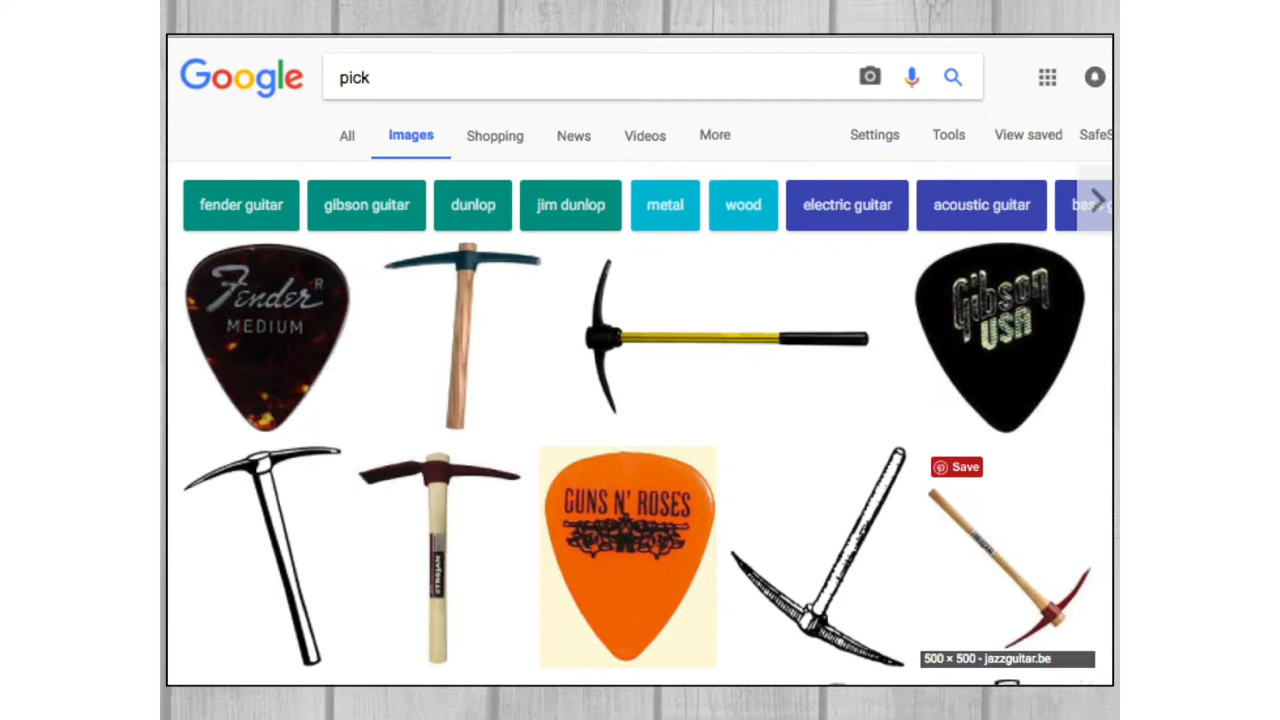 Google
pick
All Images Shopping News Videos More Settings Tools View saved
fender guitar gibson guitar dunlop jim dunlop metal wood electric guitar acoustic guitar
Fender R
MEDIUM
Gibson
USA
Save
GUNS N' ROSES
TROJAN
500 × 500 - jazzguitar.be